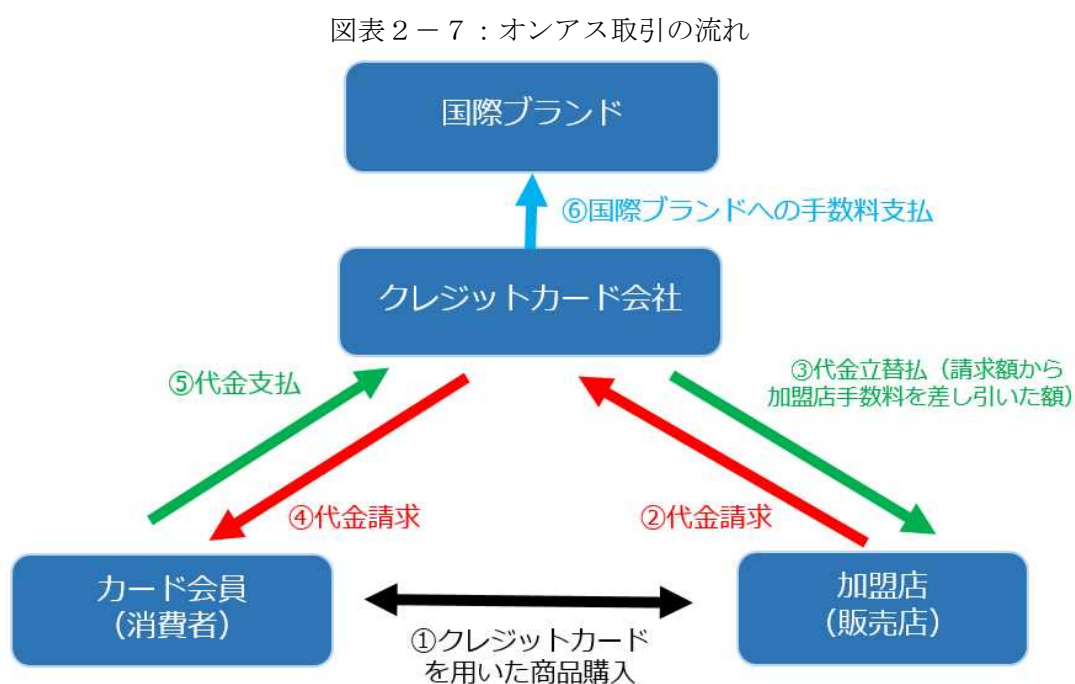 図表2-7：オンアス取引の流れ
国際ブランド
⑥国際ブランドへの手数料支払
クレジットカード会社
⑤代金支払
③代金立替払（請求額から
加盟店手数料を差し引いた額）
④代金請求
②代金請求
カード会員
（消費者）
加盟店
（販売店）
①クレジットカード
を用いた商品購入